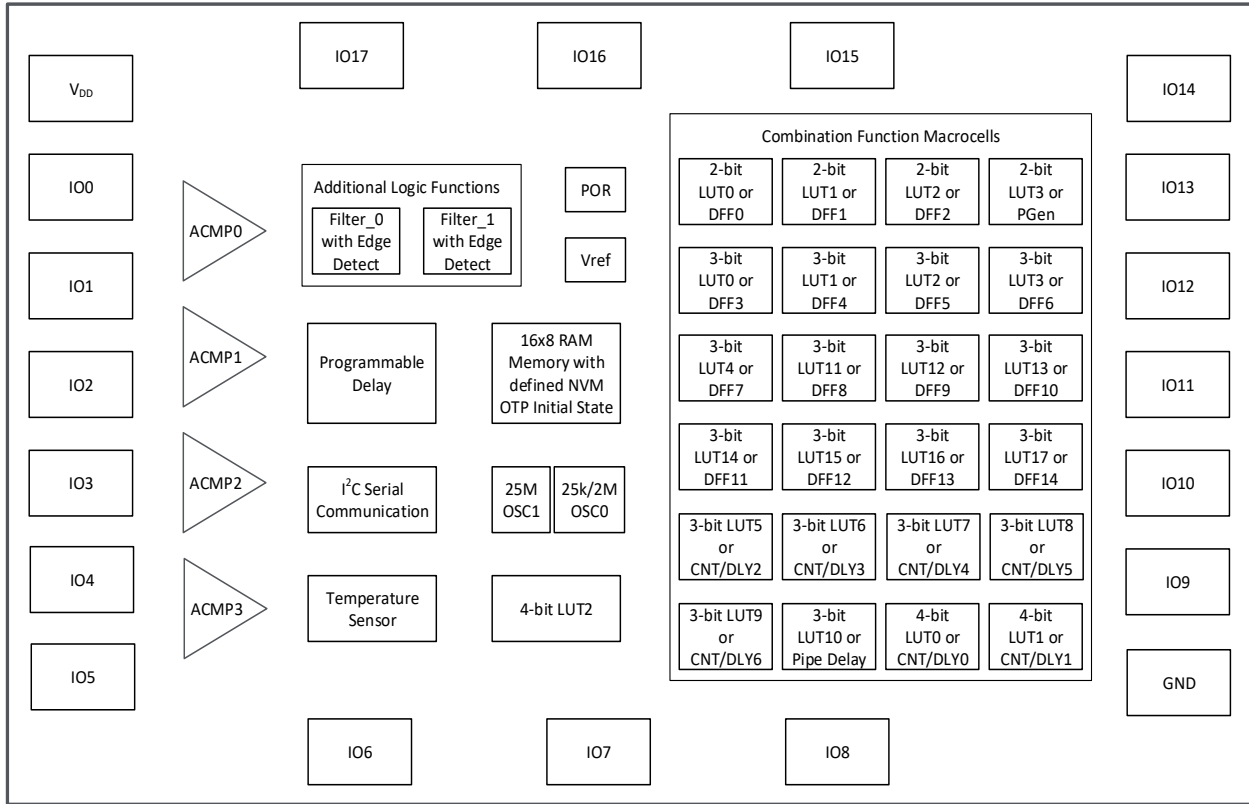 IO17
IO16
IO15
V_DD
IO14
IO0
IO13
IO1
IO12
IO2
IO11
IO3
IO10
IO4
IO9
IO5
GND
IO6
IO7
IO8
ACMP0
ACMP1
ACMP2
ACMP3
Additional Logic Functions
Filter_0
with Edge
Detect
Filter_1
with Edge
Detect
POR
Vref
Programmable
Delay
16x8 RAM
Memory with
defined NVM
OTP Initial State
I²C Serial
Communication
25M
OSC1
25k/2M
OSC0
Temperature
Sensor
4-bit LUT2
Combination Function Macrocells
2-bit
LUT0 or
DFF0
2-bit
LUT1 or
DFF1
2-bit
LUT2 or
DFF2
2-bit
LUT3 or
PGen
3-bit
LUT0 or
DFF3
3-bit
LUT1 or
DFF4
3-bit
LUT2 or
DFF5
3-bit
LUT3 or
DFF6
3-bit
LUT4 or
DFF7
3-bit
LUT11 or
DFF8
3-bit
LUT12 or
DFF9
3-bit
LUT13 or
DFF10
3-bit
LUT14 or
DFF11
3-bit
LUT15 or
DFF12
3-bit
LUT16 or
DFF13
3-bit
LUT17 or
DFF14
3-bit LUT5
or
CNT/DLY2
3-bit LUT6
or
CNT/DLY3
3-bit LUT7
or
CNT/DLY4
3-bit LUT8
or
CNT/DLY5
3-bit LUT9
or
CNT/DLY6
3-bit
LUT10 or
Pipe Delay
4-bit
LUT0 or
CNT/DLY0
4-bit
LUT1 or
CNT/DLY1